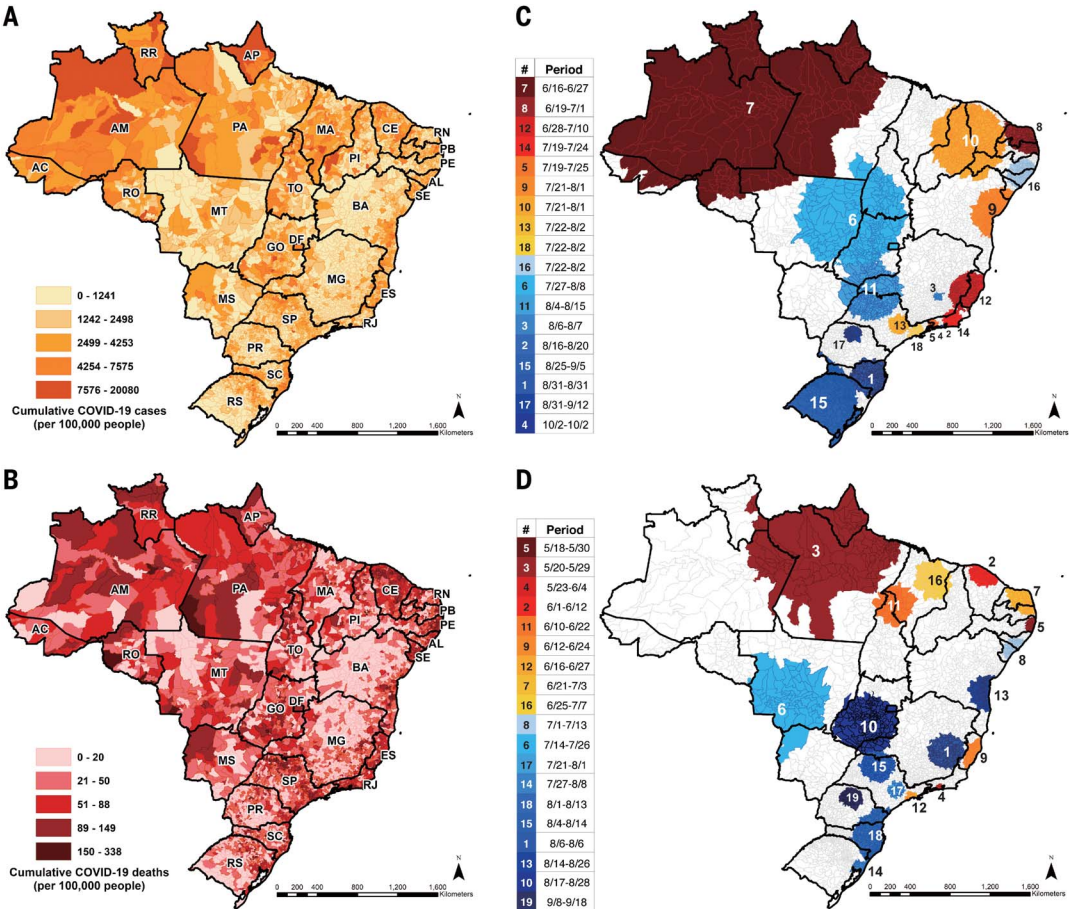 A
RR
AP
AM
PA
MA
CE
RN
PB
PE
AL
SE
PI
AC
RO
TO
BA
MT
GO
DF
MG
MS
ES
SP
RJ
PR
SC
RS
0 - 1241
1242 - 2498
2499 - 4253
4254 - 7575
7576 - 20080
Cumulative COVID-19 cases
(per 100,000 people)
N
0 200 400 800 1,200 1,600
Kilometers
C
# Period
7 6/16-6/27
8 6/19-7/1
12 6/28-7/10
14 7/19-7/24
5 7/19-7/25
9 7/21-8/1
10 7/21-8/1
13 7/22-8/2
18 7/22-8/2
16 7/22-8/2
6 7/27-8/8
11 8/4-8/15
3 8/6-8/7
2 8/16-8/20
15 8/25-9/5
1 8/31-8/31
17 8/31-9/12
4 10/2-10/2
7
8
10
16
9
6
3
11
12
13
17
18
5
4
2
14
1
15
N
0 200 400 800 1,200 1,600
Kilometers
B
RR
AP
AM
PA
MA
CE
RN
PB
PE
AL
SE
PI
AC
RO
TO
BA
MT
GO
DF
MG
MS
ES
SP
RJ
PR
SC
RS
0 - 20
21 - 50
51 - 88
89 - 149
150 - 338
Cumulative COVID-19 deaths
(per 100,000 people)
N
0 200 400 800 1,200 1,600
Kilometers
D
# Period
5 5/18-5/30
3 5/20-5/29
4 5/23-6/4
2 6/1-6/12
11 6/10-6/22
9 6/12-6/24
12 6/16-6/27
7 6/21-7/3
16 6/25-7/7
8 7/1-7/13
6 7/14-7/26
17 7/21-8/1
14 7/27-8/8
18 8/1-8/13
15 8/4-8/14
1 8/6-8/6
13 8/14-8/26
10 8/17-8/28
19 9/8-9/18
3
2
16
7
11
5
8
13
6
10
1
9
15
17
4
12
19
18
14
N
0 200 400 800 1,200 1,600
Kilometers